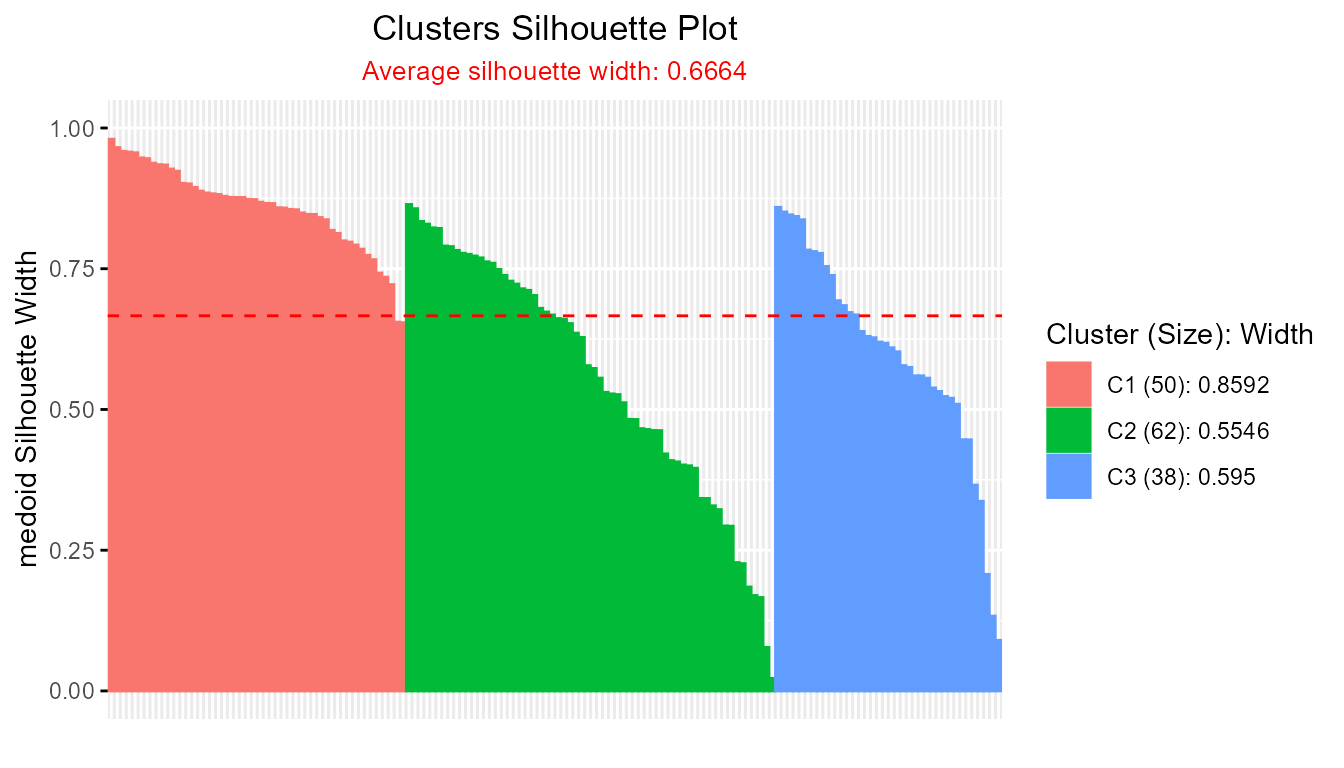 Clusters Silhouette Plot
Average silhouette width: 0.6664
medoid Silhouette Width
1.00
0.75
0.50
0.25
0.00
Cluster (Size): Width
C1 (50): 0.8592
C2 (62): 0.5546
C3 (38): 0.595